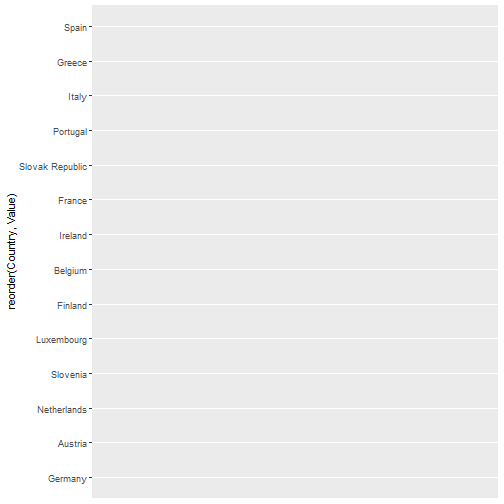 Spain
Greece
Italy
Portugal
Slovak Republic
France
Ireland
Belgium
Finland
Luxembourg
Slovenia
Netherlands
Austria
Germany
reorder(Country, Value)